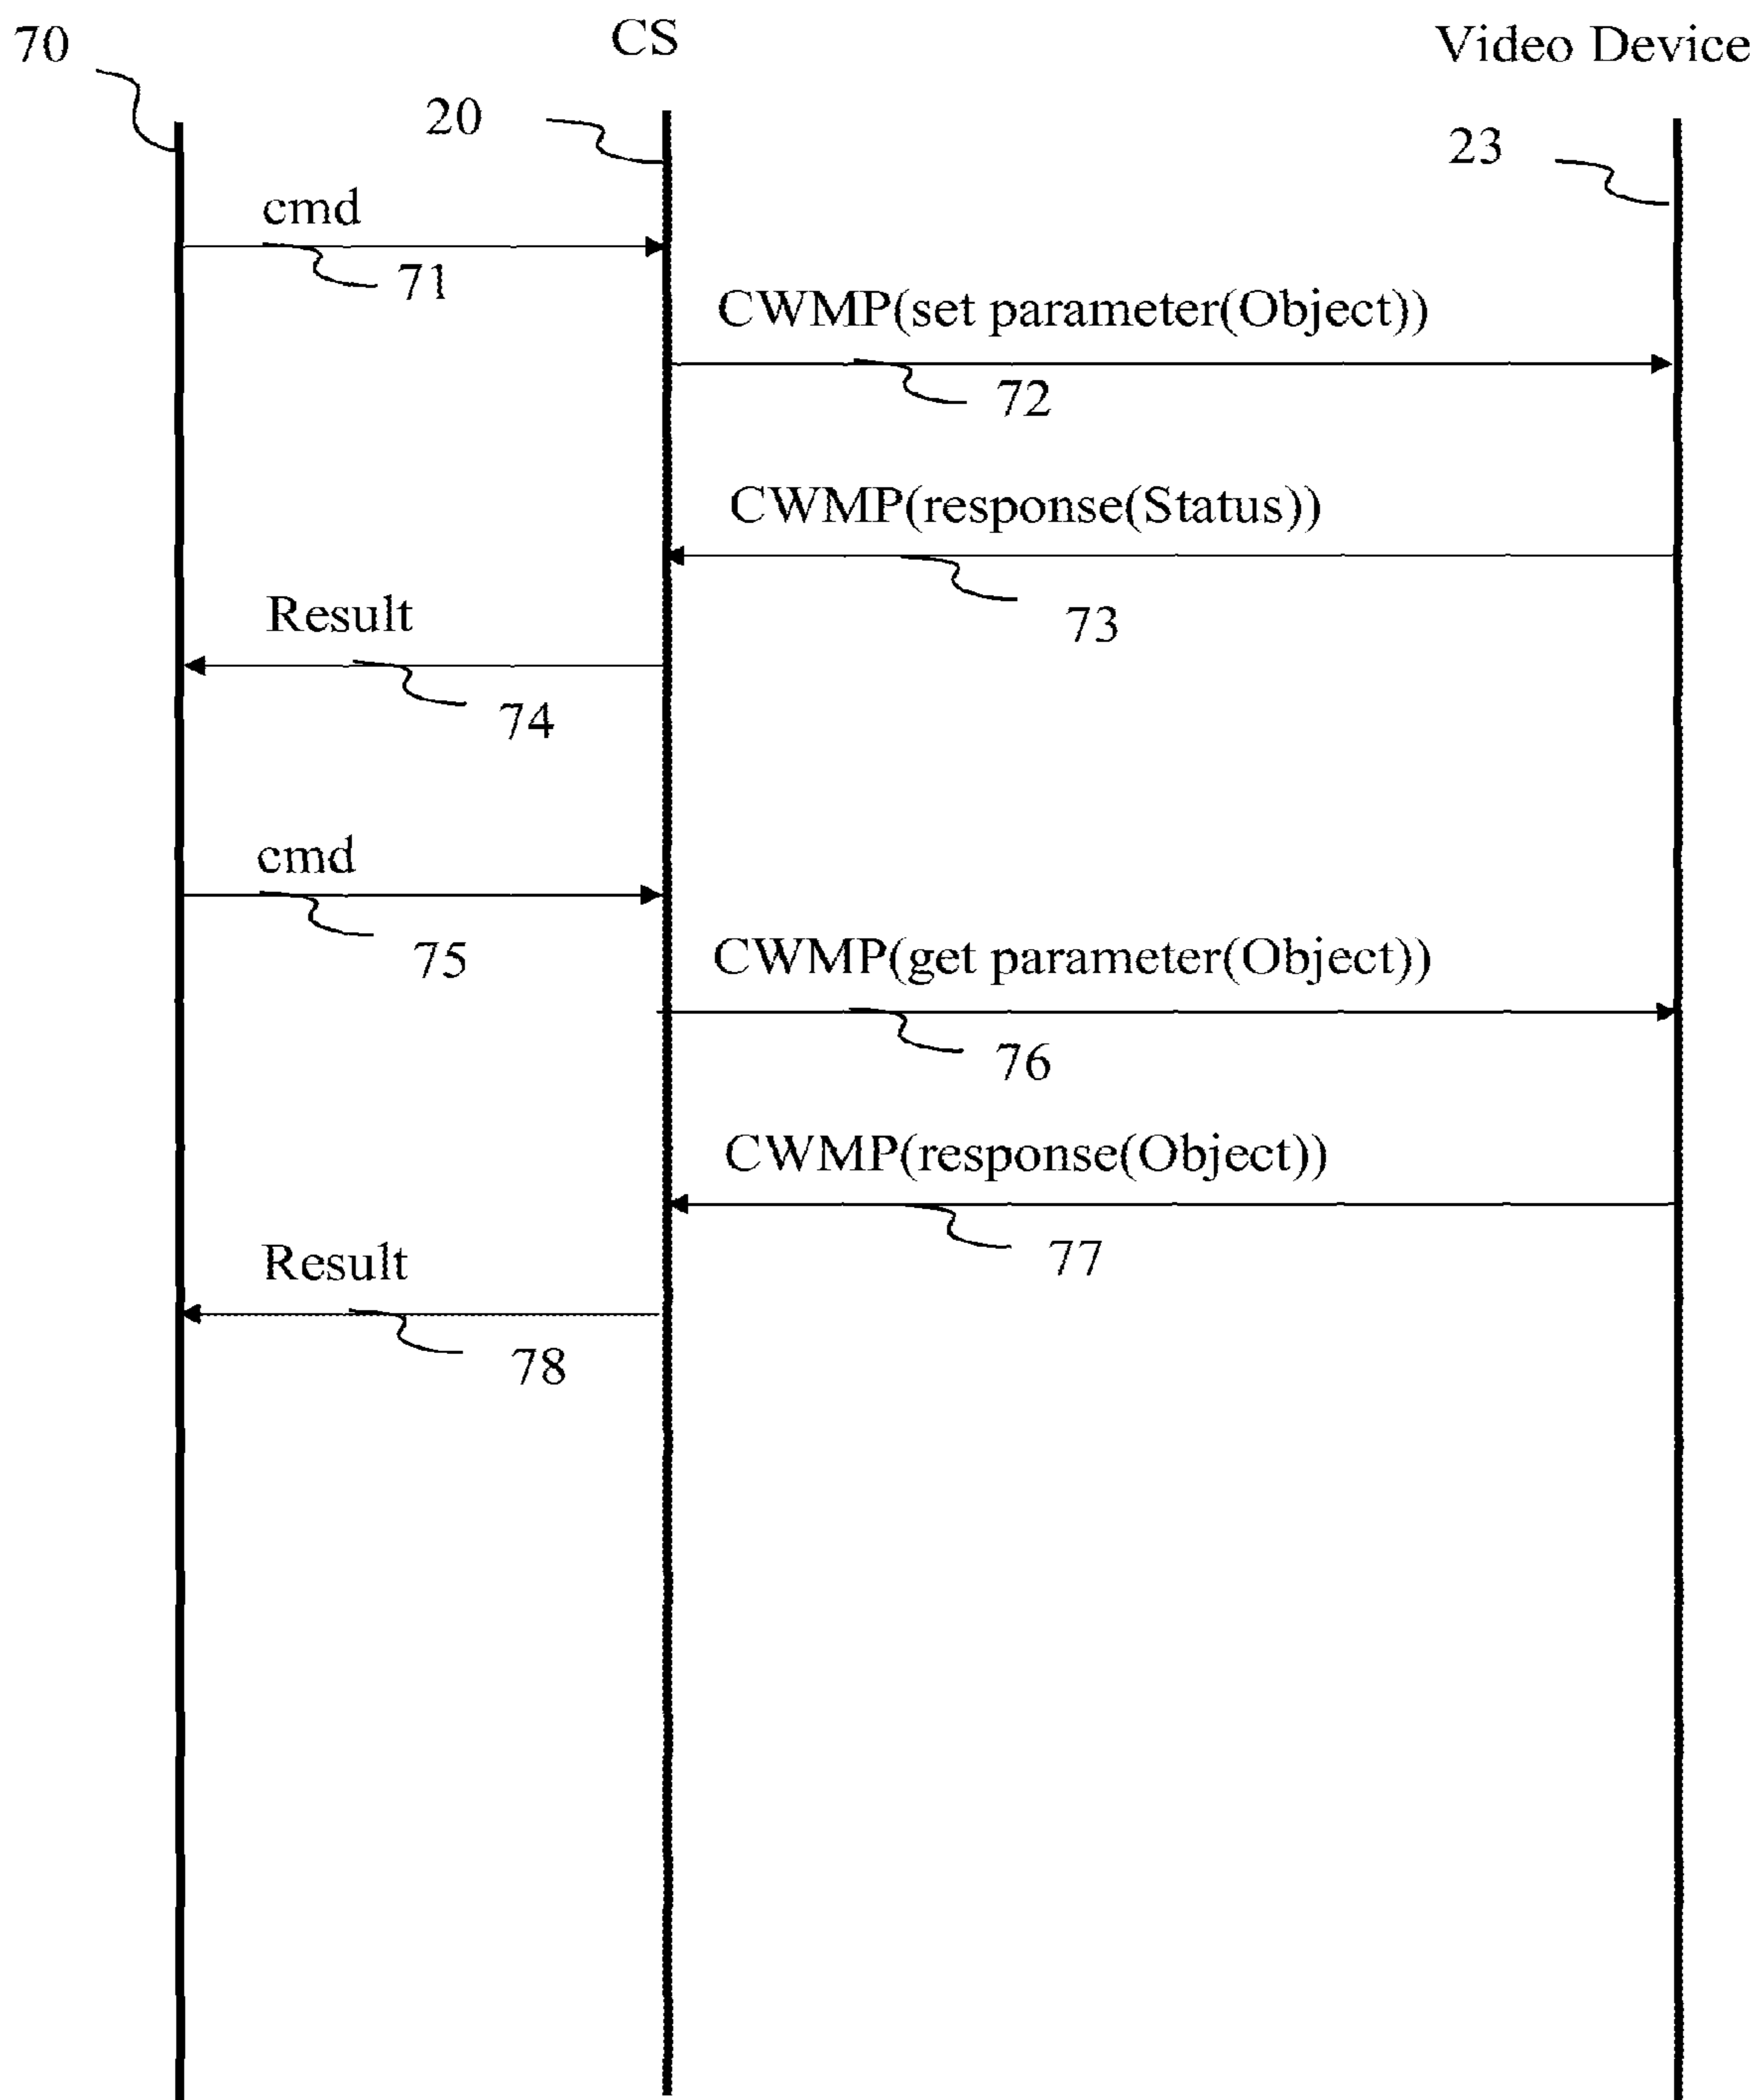 70
CS
Video Device
20
23
cmd
71
CWMP(set parameter(Object))
72
CWMP(response(Status))
73
Result
74
cmd
75
CWMP(get parameter(Object))
76
CWMP(response(Object))
77
Result
78